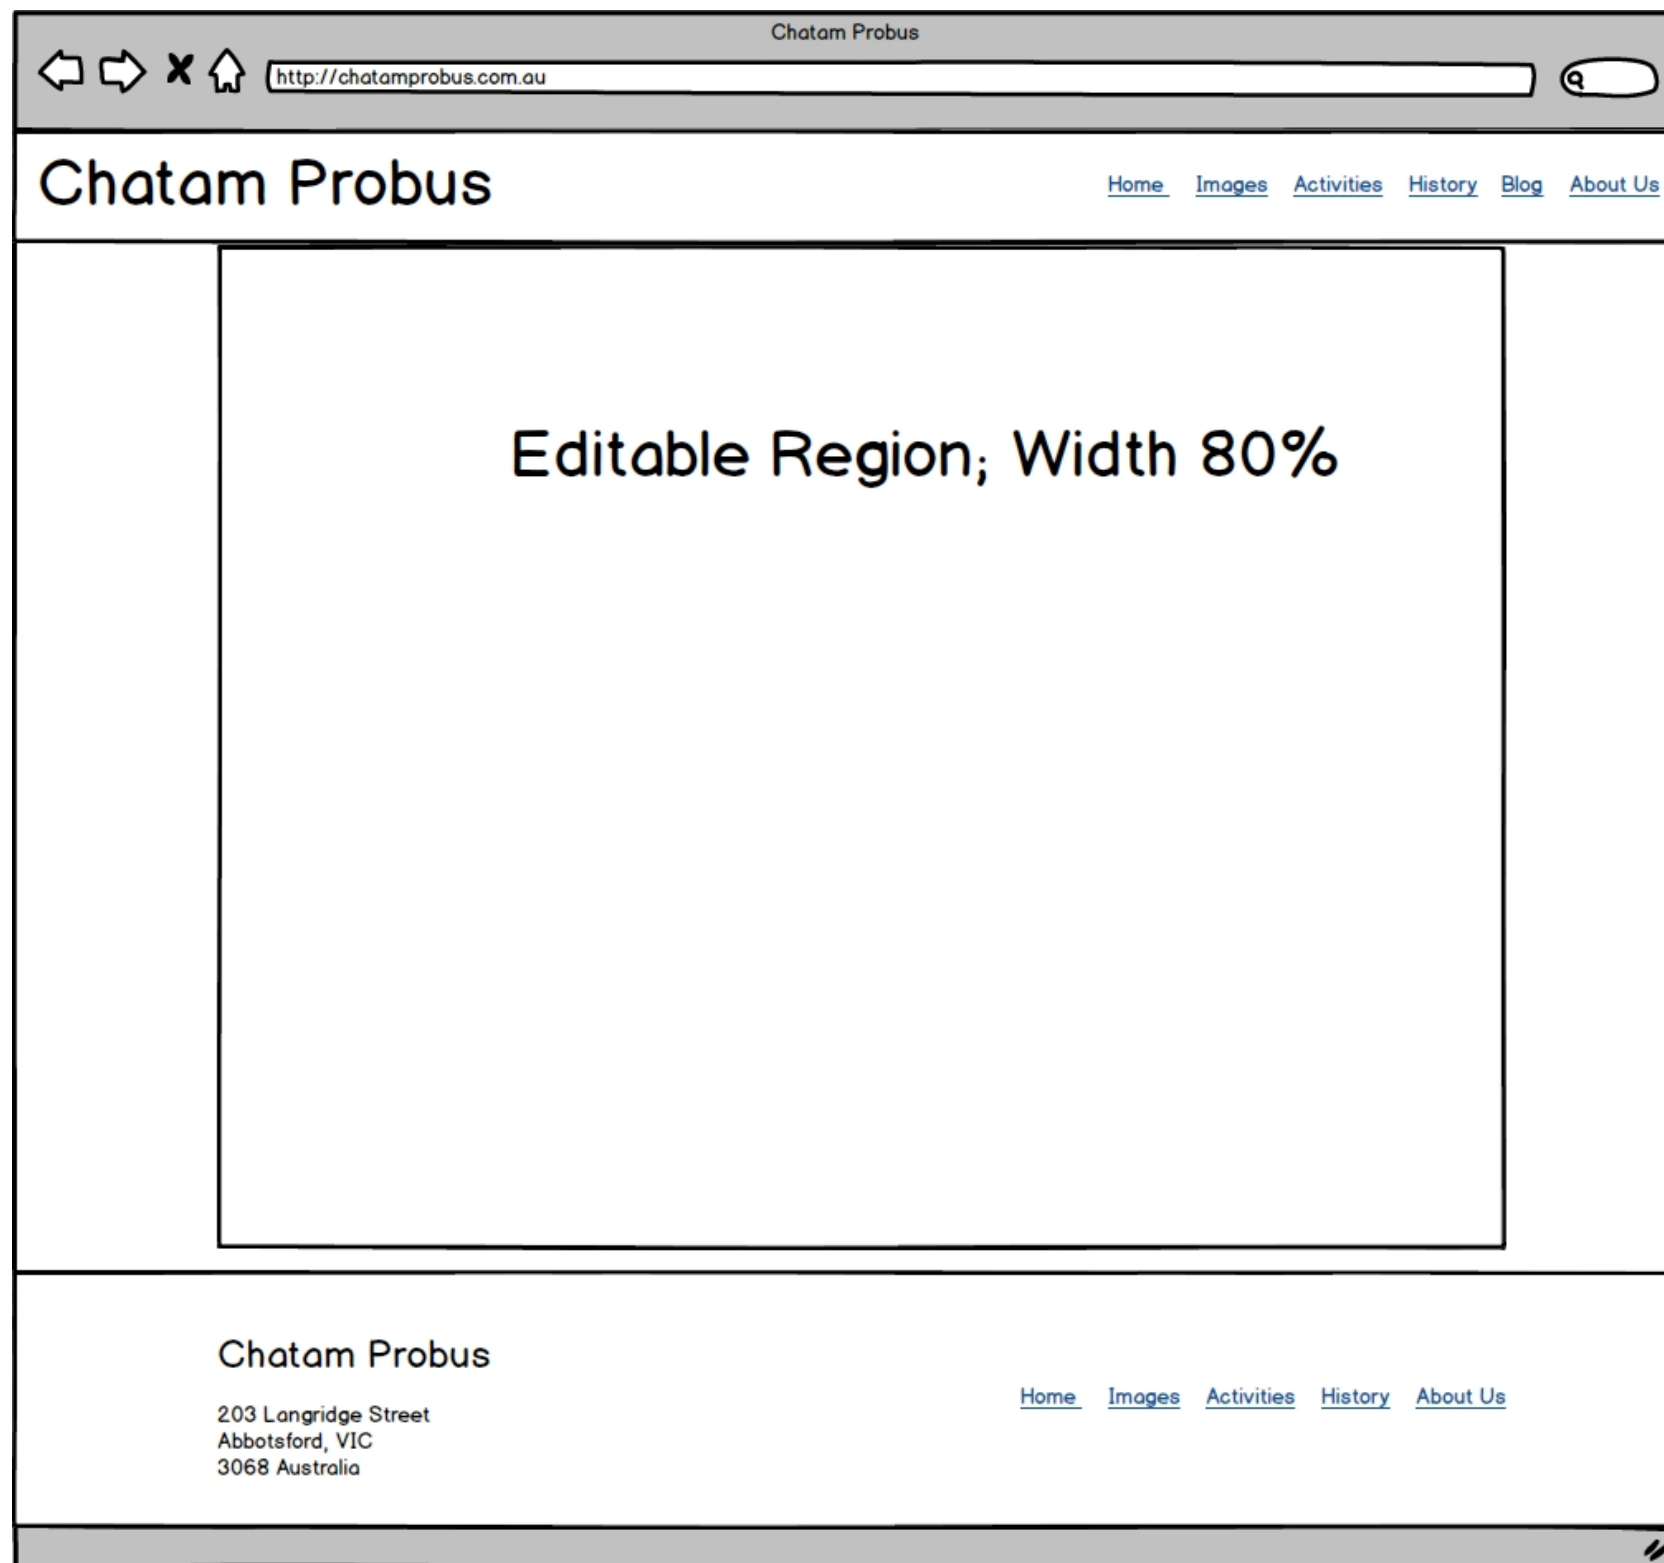 Chatam Probus
http://chatamprobus.com.au
Chatam Probus
Home Images Activities History Blog About Us
Editable Region; Width 80%
Chatam Probus
203 Langridge Street
Abbotsford, VIC
3068 Australia
Home Images Activities History About Us